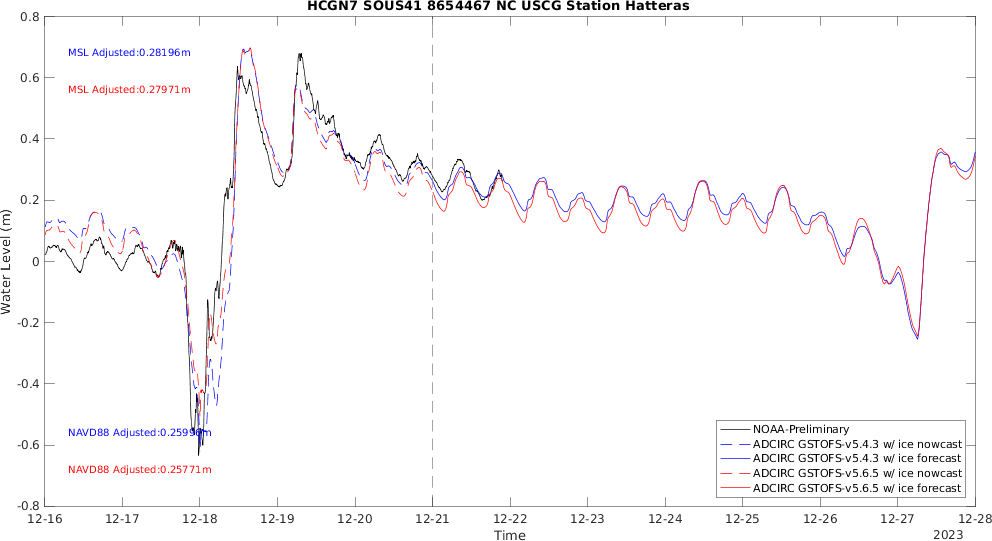 HCGN7 SOUS41 8654467 NC USCG Station Hatteras
0.8
0.6
0.4
0.2
0
-0.2
-0.4
-0.6
-0.8
Water Level (m)
MSL Adjusted:0.28196m
MSL Adjusted:0.27971m
NAVD88 Adjusted:0.25996m
NAVD88 Adjusted:0.25771m
NOAA-Preliminary
ADCIRC GSTOFS-v5.4.3 w/ ice nowcast
ADCIRC GSTOFS-v5.4.3 w/ ice forecast
ADCIRC GSTOFS-v5.6.5 w/ ice nowcast
ADCIRC GSTOFS-v5.6.5 w/ ice forecast
12-16 12-17 12-18 12-19 12-20 12-21 12-22 12-23 12-24 12-25 12-26 12-27 12-28
Time
2023